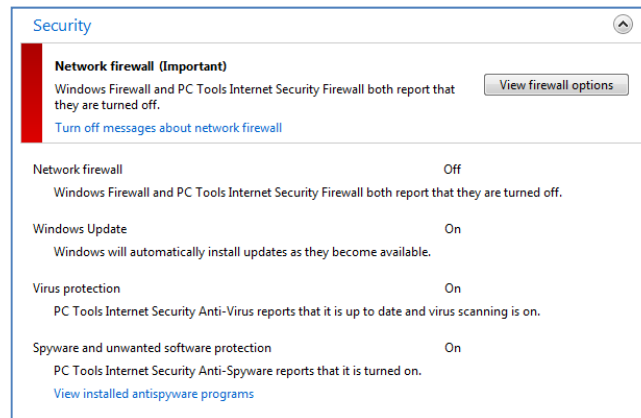 Security
Network firewall (Important)
Windows Firewall and PC Tools Internet Security Firewall both report that
they are turned off.
View firewall options
Turn off messages about network firewall
Network firewall Off
Windows Firewall and PC Tools Internet Security Firewall both report that they are turned off.
Windows Update On
Windows will automatically install updates as they become available.
Virus protection On
PC Tools Internet Security Anti-Virus reports that it is up to date and virus scanning is on.
Spyware and unwanted software protection On
PC Tools Internet Security Anti-Spyware reports that it is turned on.
View installed antispyware programs